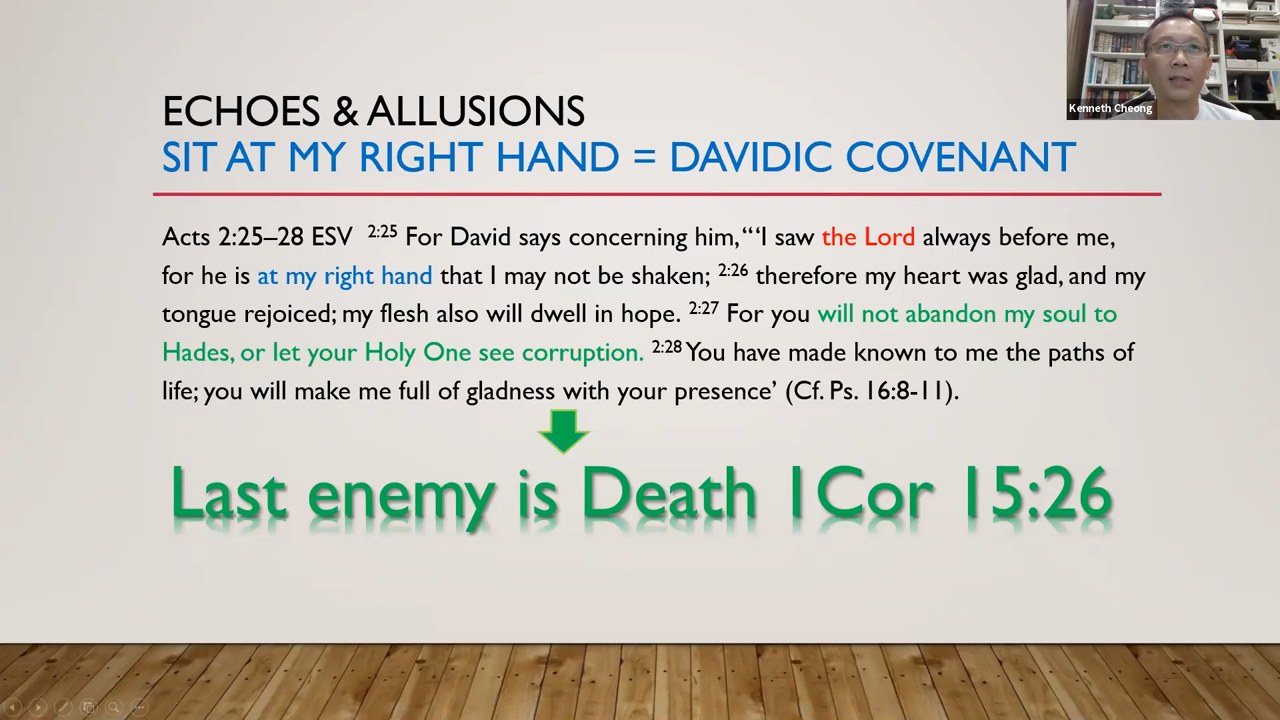 Kenneth Cheong
ECHOES & ALLUSIONS
SIT AT MY RIGHT HAND = DAVIDIC COVENANT
Acts 2:25–28 ESV 2:25 For David says concerning him, “‘I saw the Lord always before me,
for he is at my right hand that I may not be shaken; 2:26 therefore my heart was glad, and my
tongue rejoiced; my flesh also will dwell in hope. 2:27 For you will not abandon my soul to
Hades, or let your Holy One see corruption. 2:28 You have made known to me the paths of
life; you will make me full of gladness with your presence’ (Cf. Ps. 16:8-11).
Last enemy is Death 1Cor 15:26